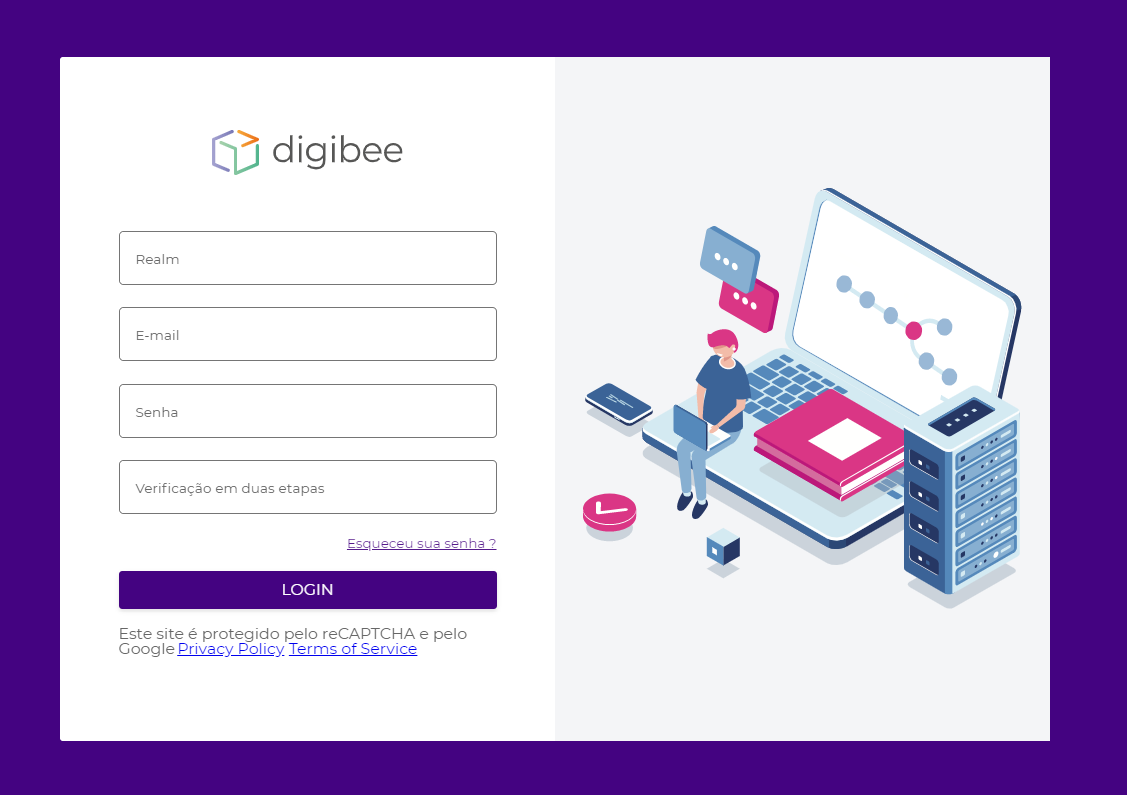 digibee
Realm
E-mail
Senha
Verificação em duas etapas
Esqueceu sua senha ?
LOGIN
Este site é protegido pelo reCAPTCHA e pelo
Google Privacy Policy Terms of Service